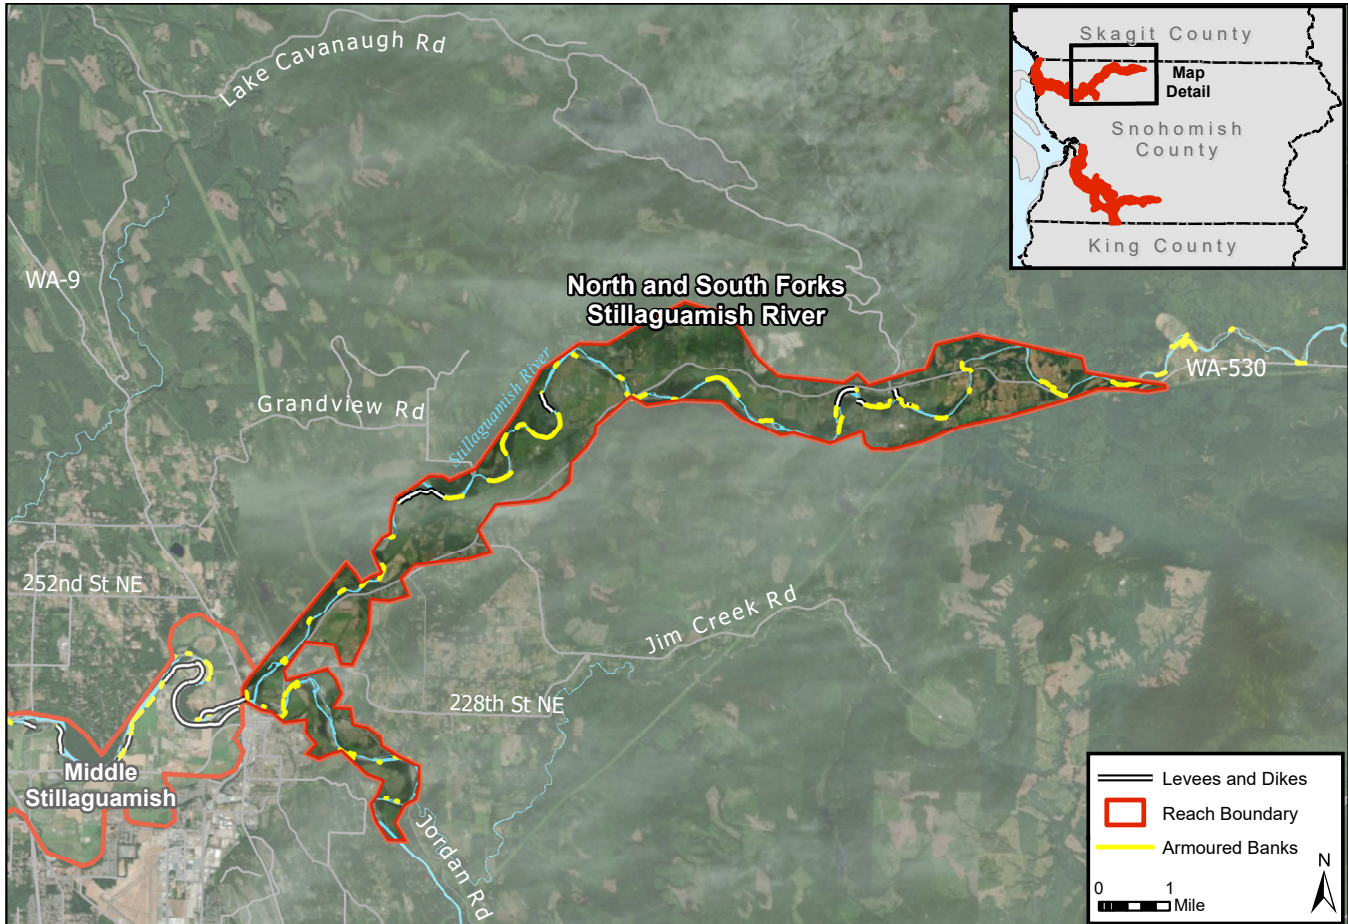 Lake Cavanaugh Rd
Skagit County
Map
Detail
Snohomish
County
King County
WA-9
North and South Forks
Stillaguamish River
Stillaguamish River
WA-530
Grandview Rd
252nd St NE
Jim Creek Rd
228th St NE
Middle
Stillaguamish
Jordan Rd
Levees and Dikes
Reach Boundary
Armoured Banks
N
0 1
Mile